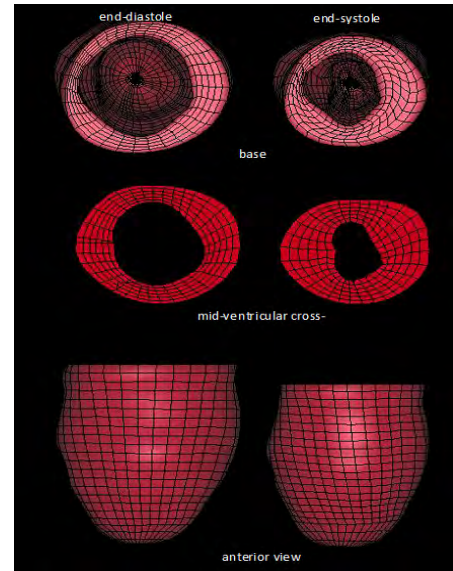 end-diastole
end-systole
base
mid-ventricular cross-
anterior view